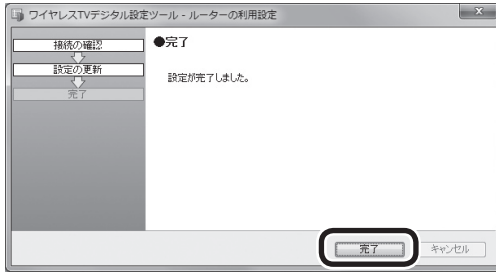 ワイヤレスTVデジタル設定ツール - ルーターの利用設定
接続の確認
設定の更新
完了
●完了
設定が完了しました。
完了
キャンセル